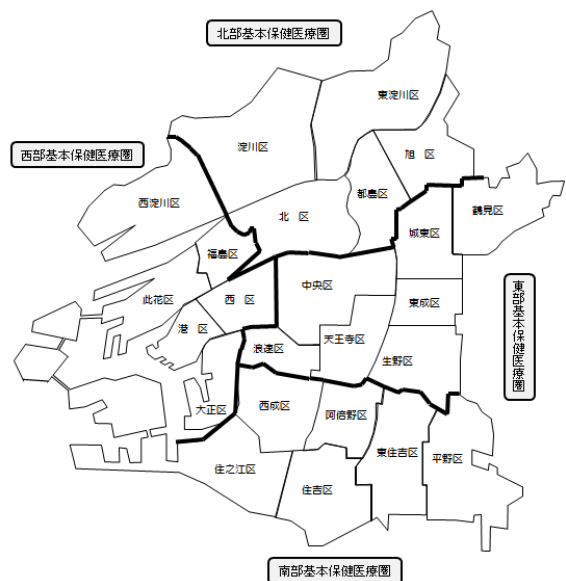 北部基本保健医療圏
東淀川区
淀川区
旭 区
西部基本保健医療圏
都島区
西淀川区
鶴見区
北 区
城東区
福島区
中央区
此花区
西 区
東成区
港 区
天王寺区
東部基本保健医療圏
浪速区
生野区
大正区
西成区
阿倍野区
東住吉区
平野区
住之江区
住吉区
南部基本保健医療圏